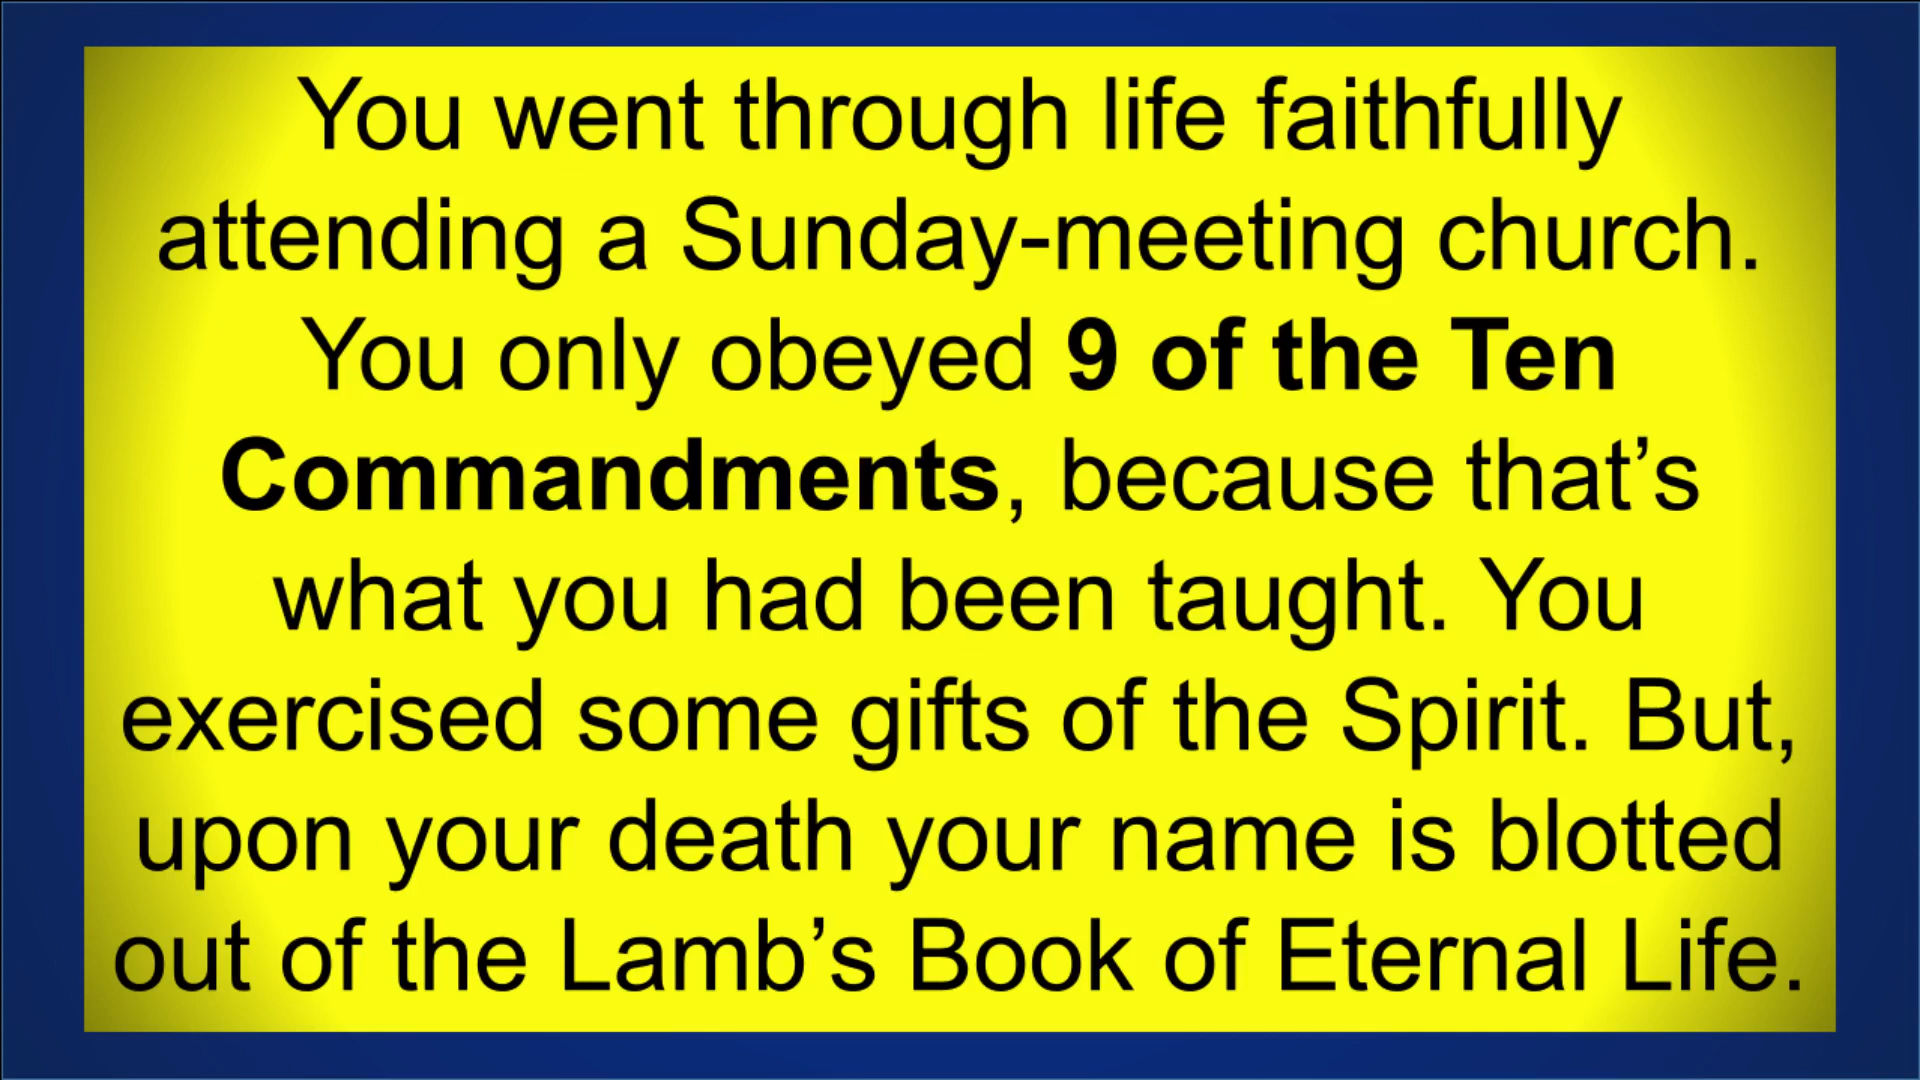 You went through life faithfully
attending a Sunday-meeting church.
You only obeyed 9 of the Ten
Commandments, because that’s
what you had been taught. You
exercised some gifts of the Spirit. But,
upon your death your name is blotted
out of the Lamb’s Book of Eternal Life.